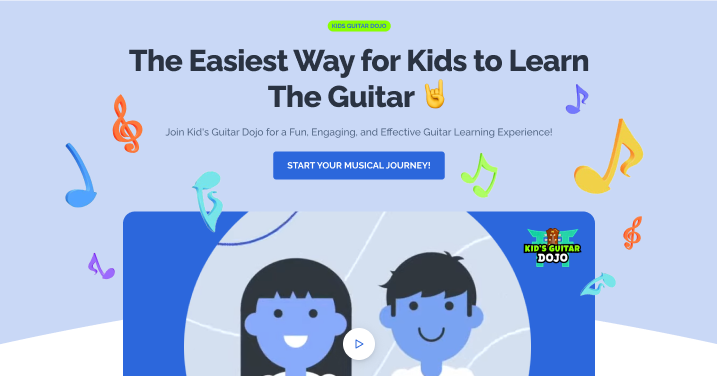 KIDS GUITAR DOJO
The Easiest Way for Kids to Learn
The Guitar
Join Kid's Guitar Dojo for a Fun, Engaging, and Effective Guitar Learning Experience!
START YOUR MUSICAL JOURNEY!
KID'S GUITAR
DOJO